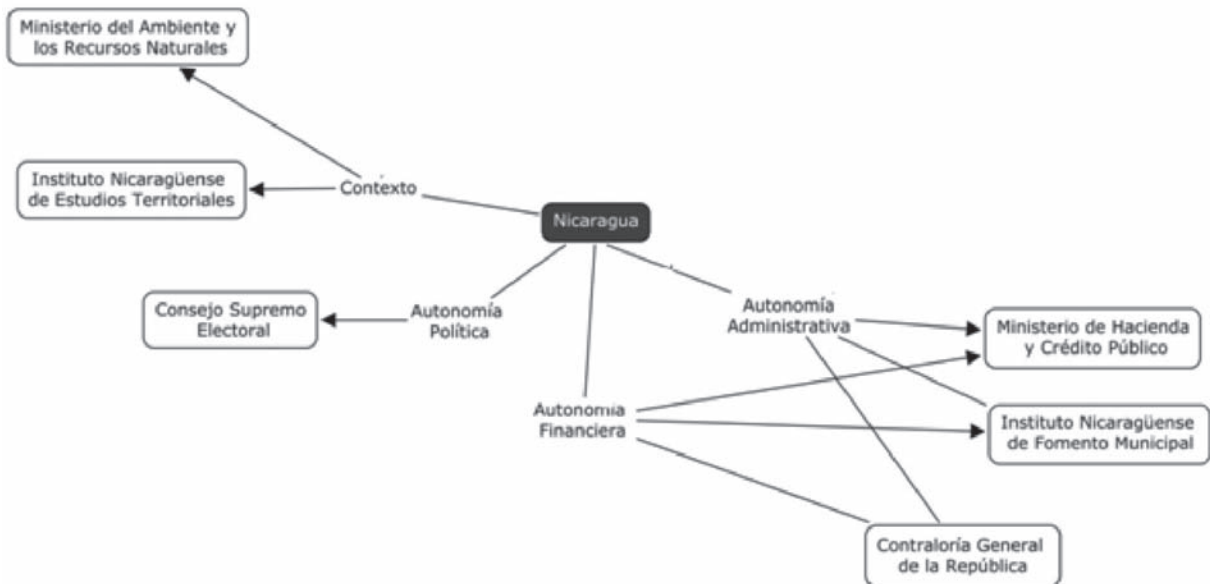 Ministerio del Ambiente y
los Recursos Naturales
Instituto Nicaragüense
de Estudios Territoriales
Contexto
Nicaragua
Consejo Supremo
Electoral
Autonomía
Política
Autonomía
Administrativa
Ministerio de Hacienda
y Crédito Público
Autonomía
Financiera
Instituto Nicaragüense
de Fomento Municipal
Contraloría General
de la República